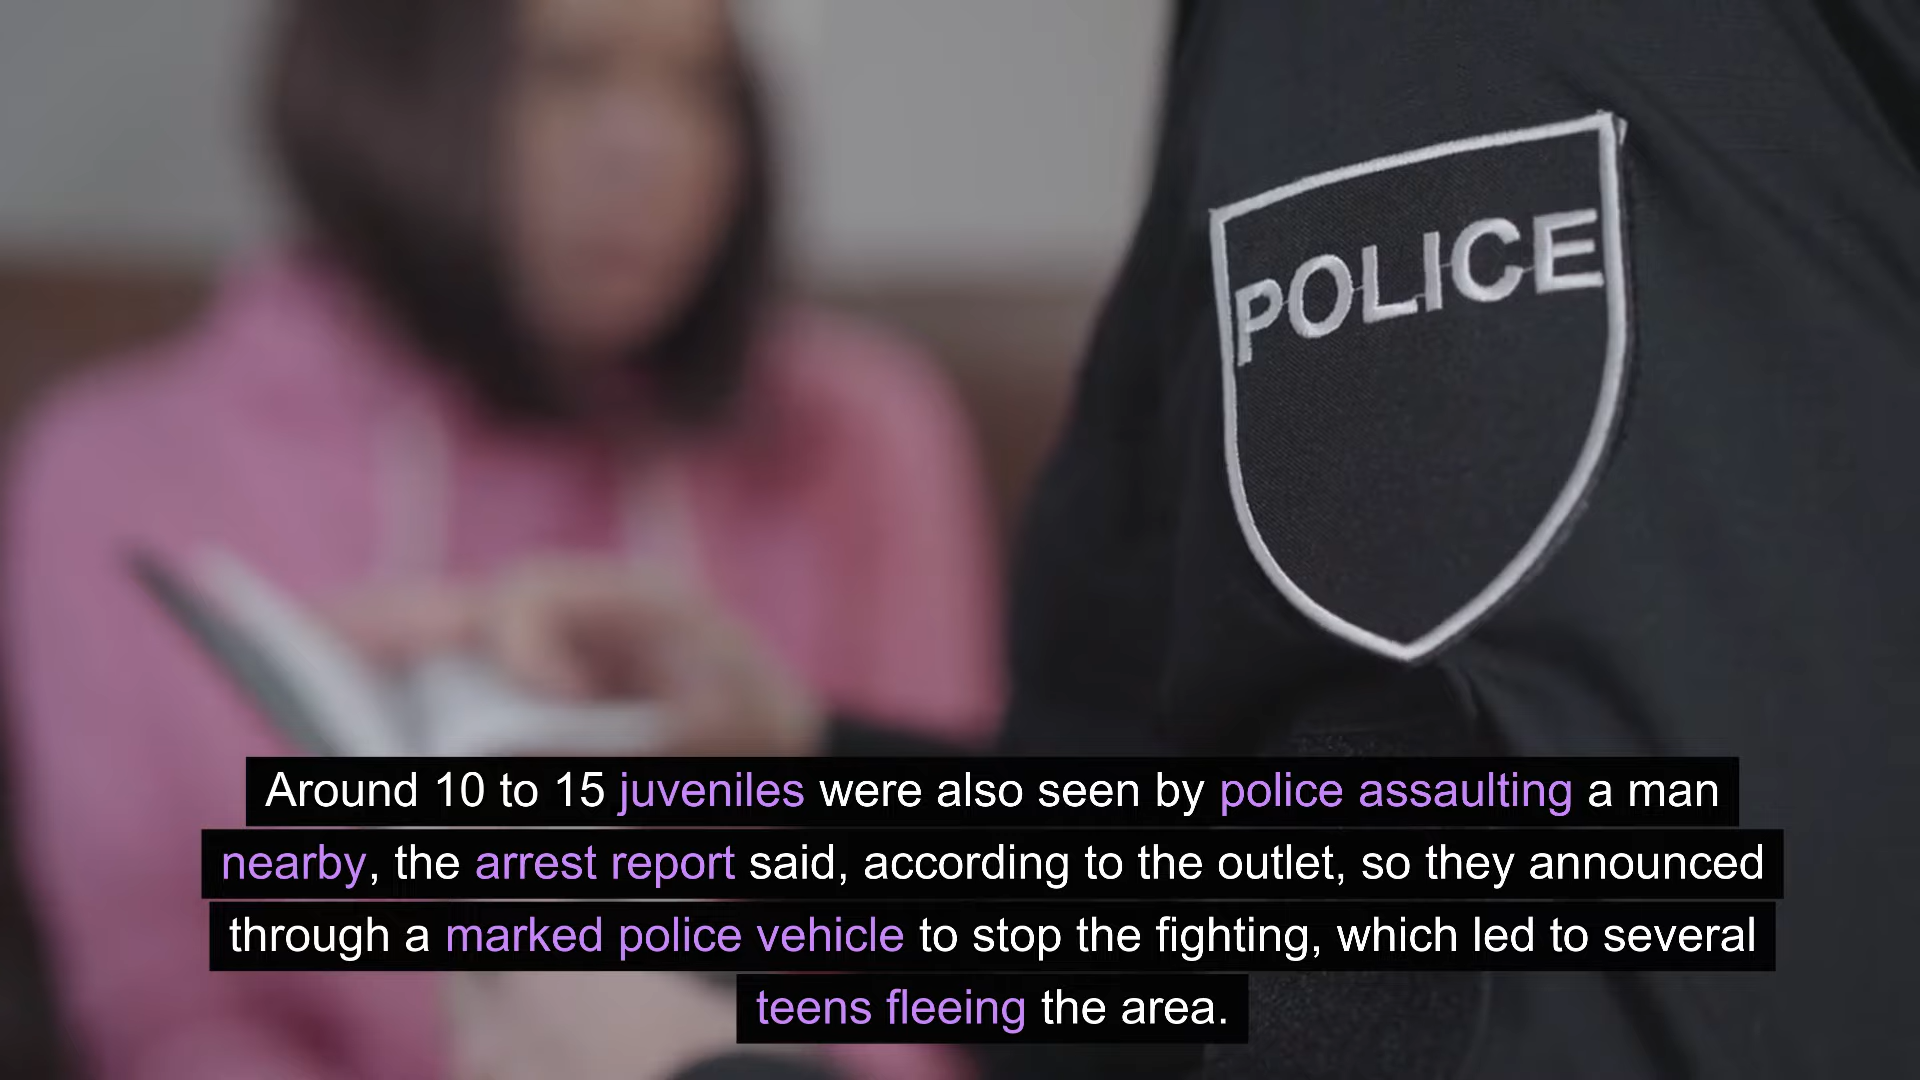 POLICE
Around 10 to 15 juveniles were also seen by police assaulting a man
nearby, the arrest report said, according to the outlet, so they announced
through a marked police vehicle to stop the fighting, which led to several
teens fleeing the area.